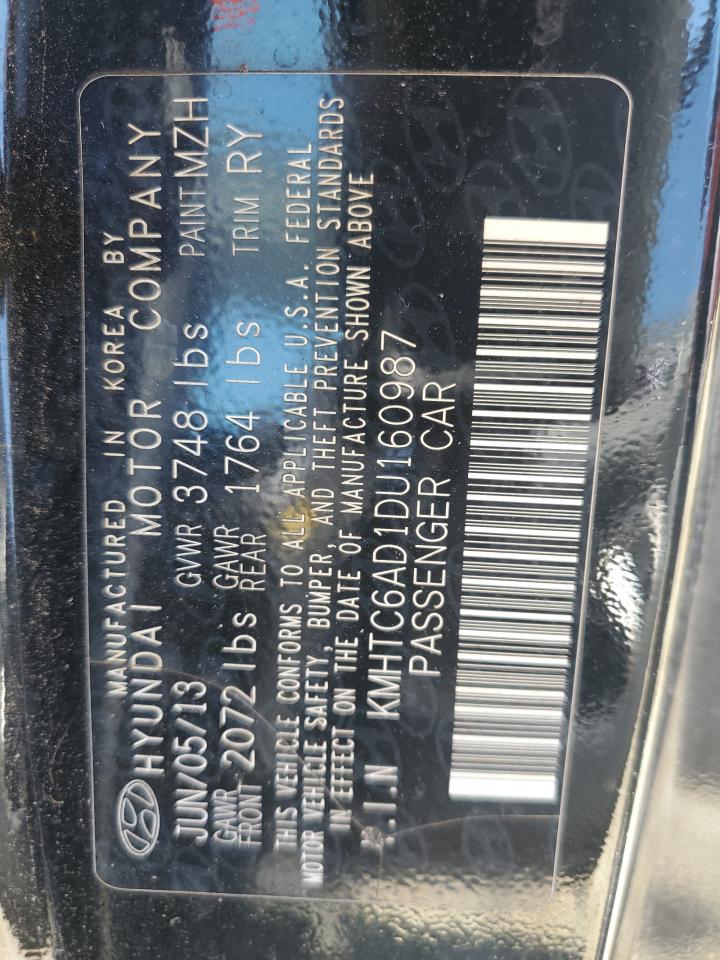 MANUFACTURED IN KOREA BY
HYUNDAI MOTOR COMPANY
JUN/05/13 GVWR 3748 lbs PAINT MZH
GAWR FRONT 2072 lbs GAWR REAR 1764 lbs TRIM RY
THIS VEHICLE CONFORMS TO ALL APPLICABLE U.S.A. FEDERAL
MOTOR VEHICLE SAFETY, BUMPER, AND THEFT PREVENTION STANDARDS
IN EFFECT ON THE DATE OF MANUFACTURE SHOWN ABOVE
.I.N KMHTC6AD1DU160987
PASSENGER CAR